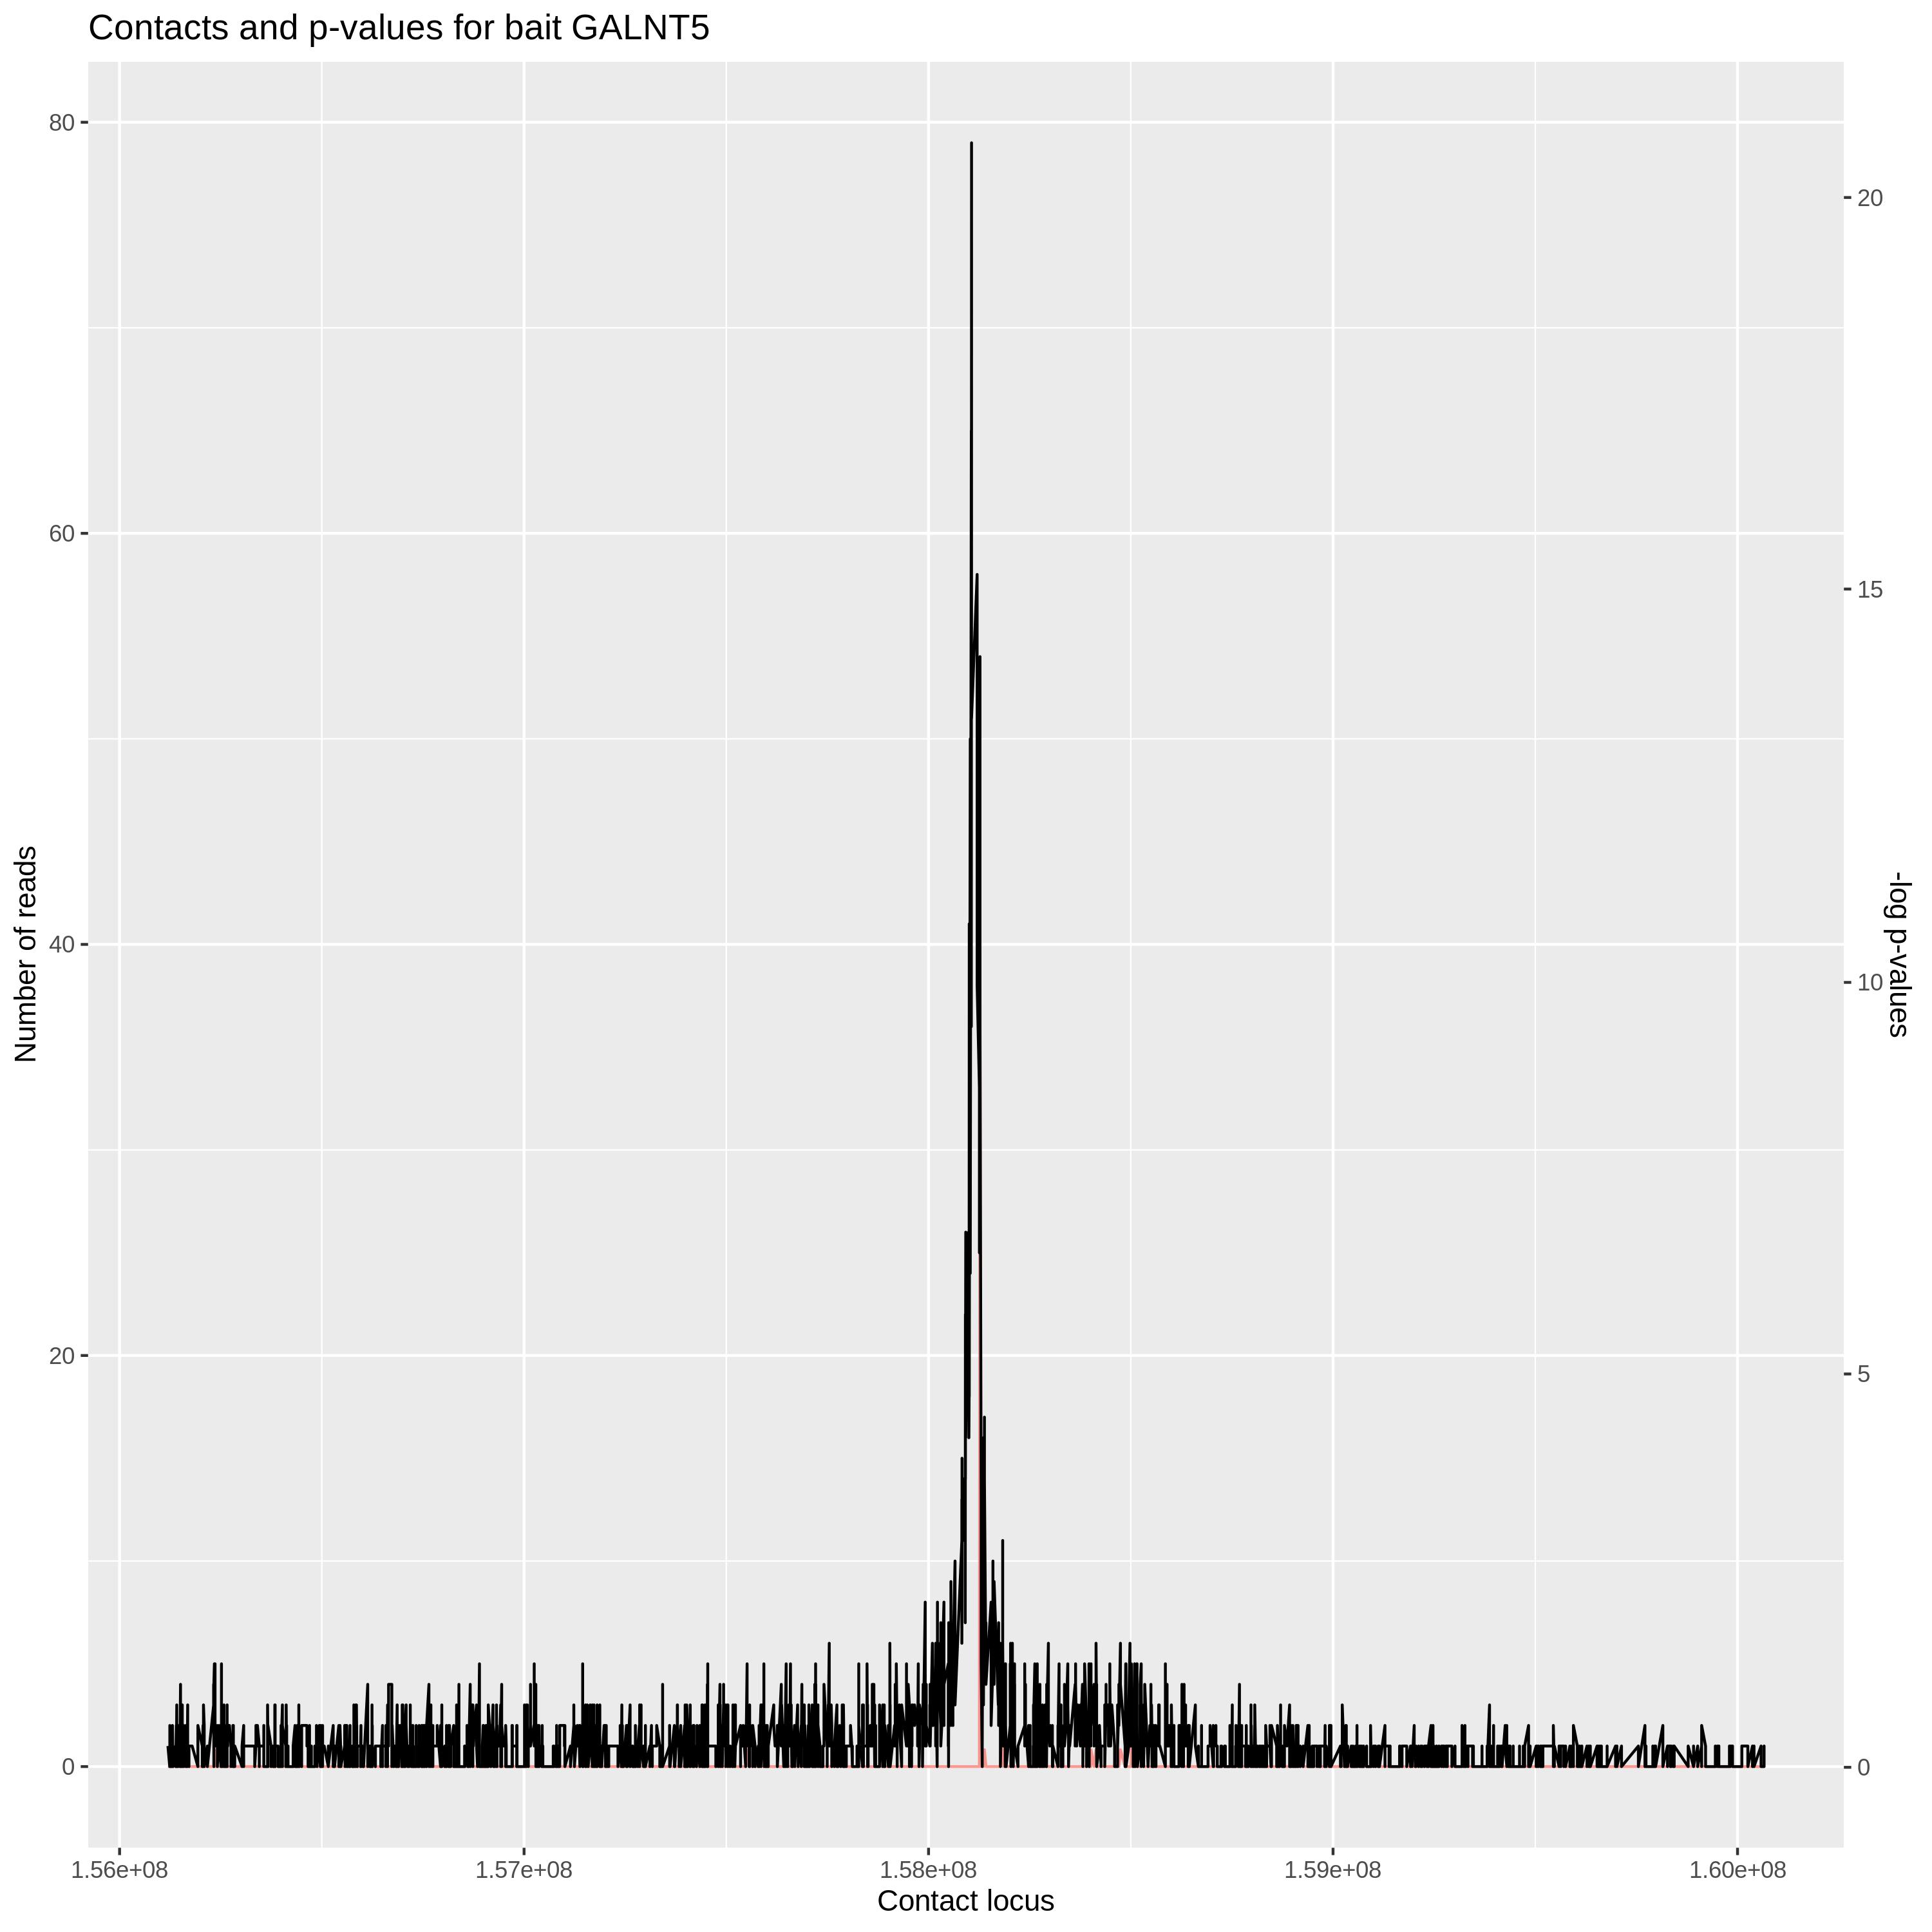 Contacts and p-values for bait GALNT5
80
60
40
20
0
Number of reads
20
15
10
5
0
-log p-values
1.56e+08
1.57e+08
1.58e+08
1.59e+08
1.60e+08
Contact locus